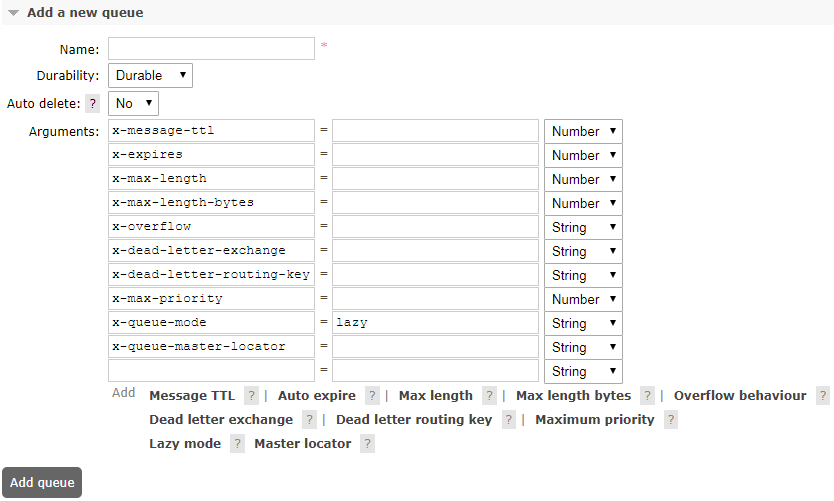 Add a new queue
Name: *
Durability: Durable
Auto delete: ? No
Arguments: x-message-ttl = Number
x-expires = Number
x-max-length = Number
x-max-length-bytes = Number
x-overflow = String
x-dead-letter-exchange = String
x-dead-letter-routing-key = String
x-max-priority = Number
x-queue-mode = lazy String
x-queue-master-locator = String
= String
Add Message TTL ? | Auto expire ? | Max length ? | Max length bytes ? | Overflow behaviour ?
Dead letter exchange ? | Dead letter routing key ? | Maximum priority ?
Lazy mode ? Master locator ?
Add queue